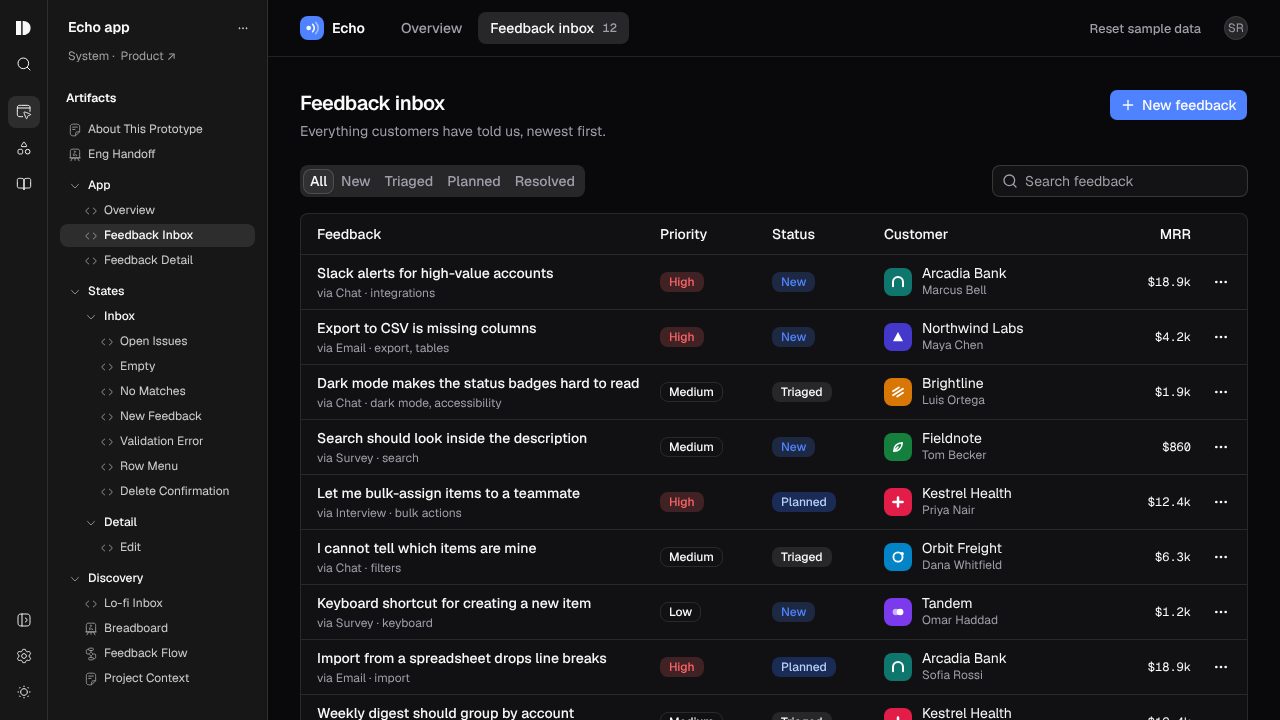 Echo app
System · Product ↗
Artifacts
About This Prototype
Eng Handoff
App
Overview
Feedback Inbox
Feedback Detail
States
Inbox
Open Issues
Empty
No Matches
New Feedback
Validation Error
Row Menu
Delete Confirmation
Detail
Edit
Discovery
Lo-fi Inbox
Breadboard
Feedback Flow
Project Context
Echo
Overview
Feedback inbox 12
Reset sample data
SR
Feedback inbox
Everything customers have told us, newest first.
+ New feedback
All New Triaged Planned Resolved
Search feedback
Feedback Priority Status Customer MRR
Slack alerts for high-value accounts
via Chat · integrations
High
New
Arcadia Bank
Marcus Bell
$18.9k
Export to CSV is missing columns
via Email · export, tables
High
New
Northwind Labs
Maya Chen
$4.2k
Dark mode makes the status badges hard to read
via Chat · dark mode, accessibility
Medium
Triaged
Brightline
Luis Ortega
$1.9k
Search should look inside the description
via Survey · search
Medium
New
Fieldnote
Tom Becker
$860
Let me bulk-assign items to a teammate
via Interview · bulk actions
High
Planned
Kestrel Health
Priya Nair
$12.4k
I cannot tell which items are mine
via Chat · filters
Medium
Triaged
Orbit Freight
Dana Whitfield
$6.3k
Keyboard shortcut for creating a new item
via Survey · keyboard
Low
New
Tandem
Omar Haddad
$1.2k
Import from a spreadsheet drops line breaks
via Email · import
High
Planned
Arcadia Bank
Sofia Rossi
$18.9k
Weekly digest should group by account
Medium
Triaged
Kestrel Health
$12.4k